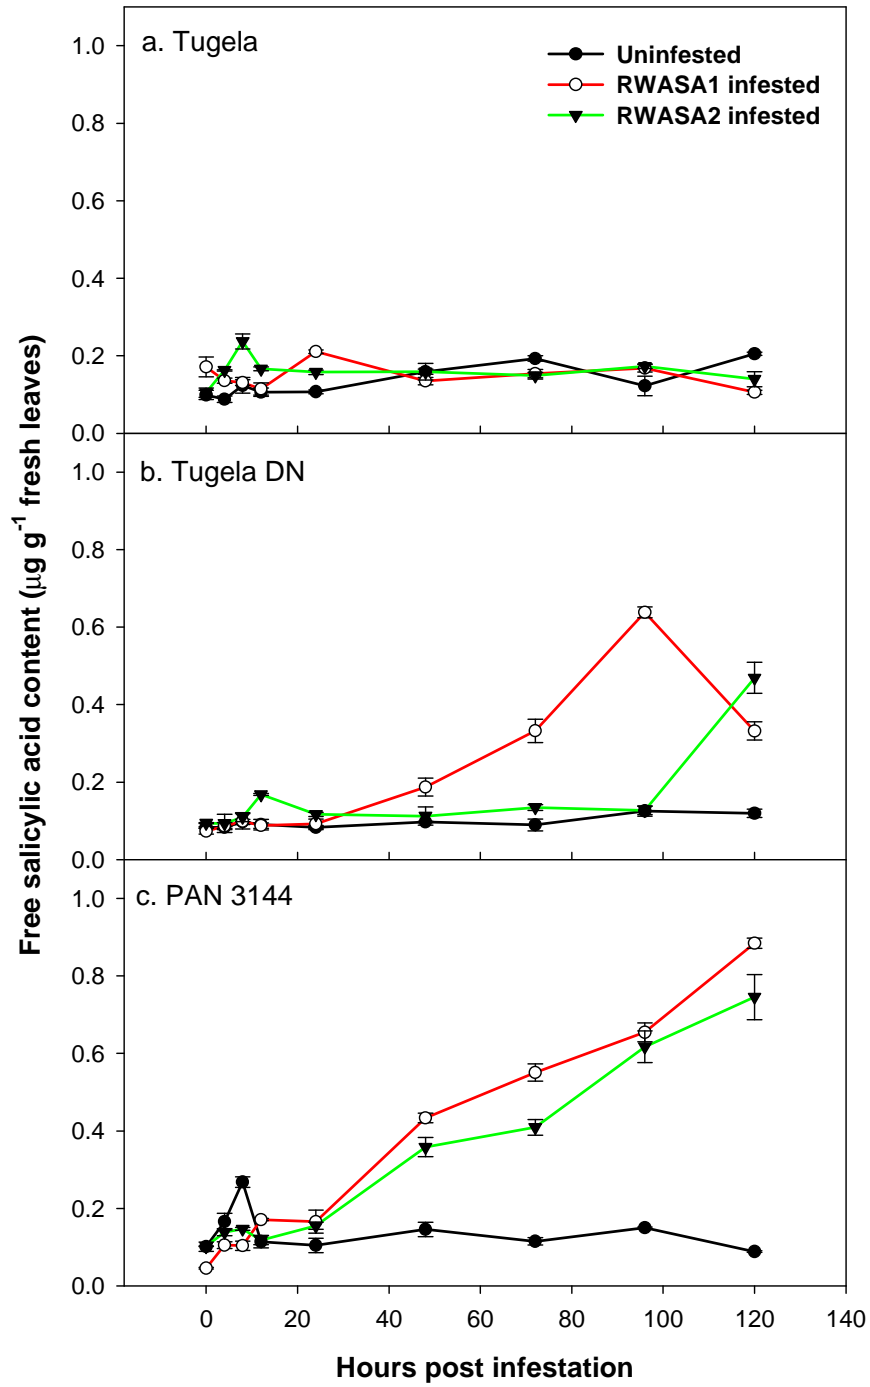 a. Tugela
Uninfested
RWASA1 infested
RWASA2 infested
1.0
0.8
0.6
0.4
0.2
0.0
b. Tugela DN
1.0
0.8
0.6
0.4
0.2
0.0
c. PAN 3144
1.0
0.8
0.6
0.4
0.2
0.0
0 20 40 60 80 100 120 140
Hours post infestation
Free salicylic acid content (μg g⁻¹ fresh leaves)